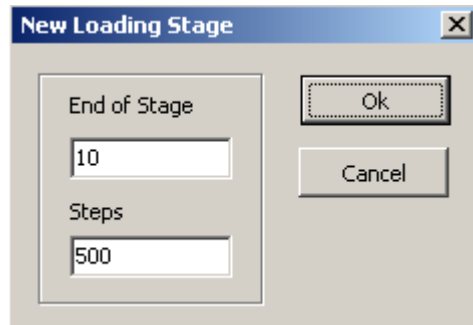 New Loading Stage
End of Stage
10
Steps
500
Ok
Cancel